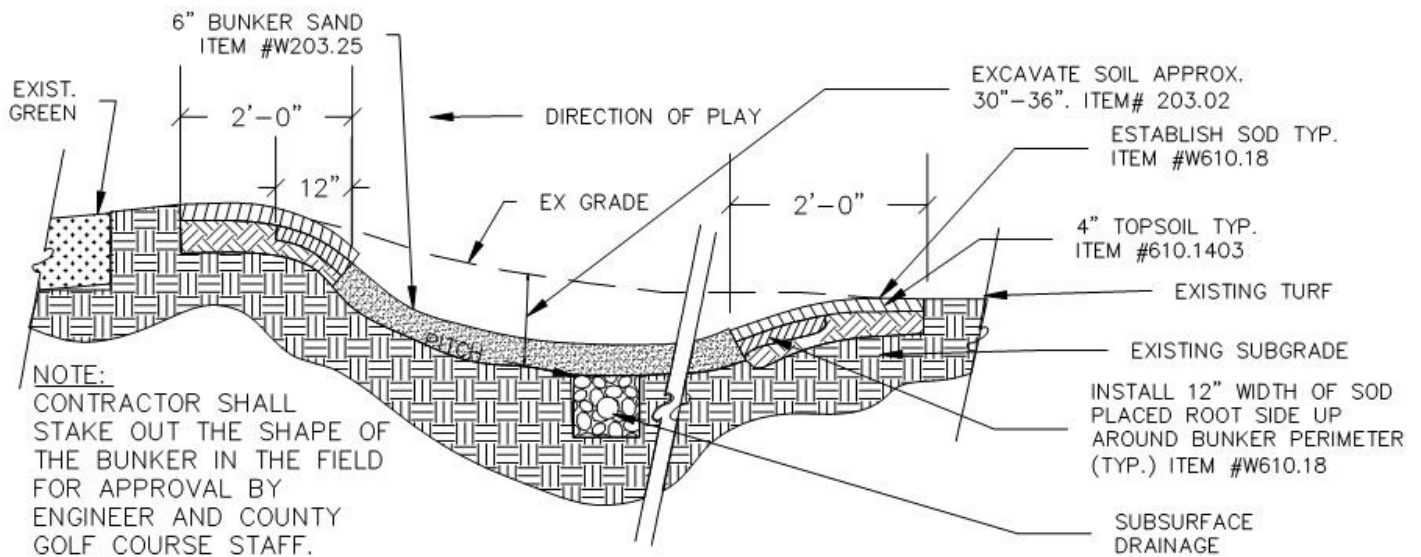 6" BUNKER SAND
ITEM #W203.25
EXIST.
GREEN
2'-0"
12"
DIRECTION OF PLAY
EX GRADE
EXCAVATE SOIL APPROX.
30"-36". ITEM# 203.02
ESTABLISH SOD TYP.
ITEM #W610.18
2'-0"
4" TOPSOIL TYP.
ITEM #610.1403
EXISTING TURF
PITCH
EXISTING SUBGRADE
INSTALL 12" WIDTH OF SOD
PLACED ROOT SIDE UP
AROUND BUNKER PERIMETER
(TYP.) ITEM #W610.18
SUBSURFACE
DRAINAGE
NOTE:
CONTRACTOR SHALL
STAKE OUT THE SHAPE OF
THE BUNKER IN THE FIELD
FOR APPROVAL BY
ENGINEER AND COUNTY
GOLF COURSE STAFF.